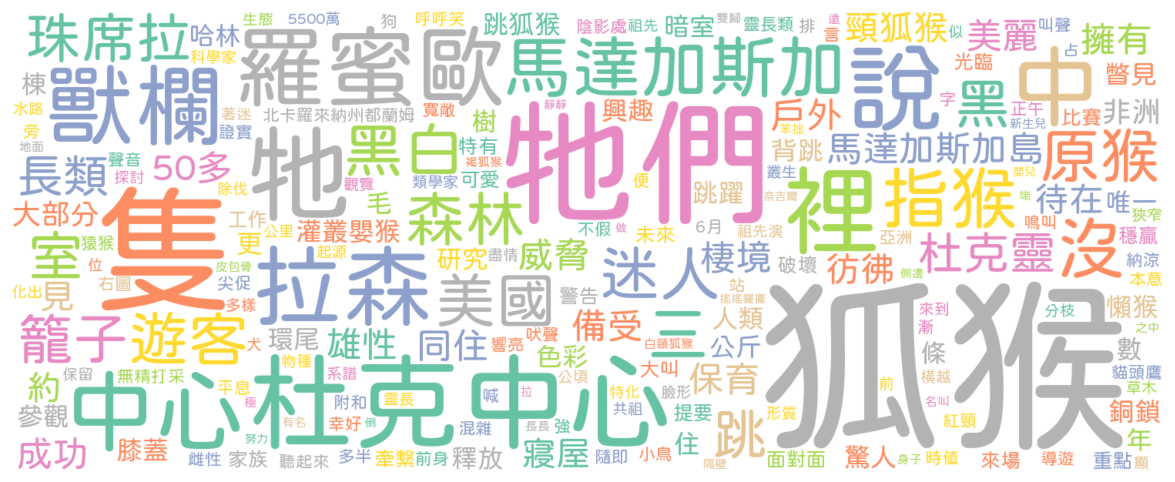 珠席拉
哈林
生態
5500萬
狗
呼呼笑
跳狐猴
陰影處
祖先
暗室
靈長類
排
遠
言
頸狐猴
似
美麗
叫聲
占
擁有
棟
科學家
獸欄
羅蜜歐
馬達加斯加
說
中
光臨
瞥見
水路
旁
地面
著迷
證實
北卡羅來納州都蘭姆
寬敞
靜靜
興趣
戶外
黑
字
正午
新生兒
比賽
非洲
長類
聲音
探討
50多
牠
黑白
特有
褐狐猴
樹
牠們
笨拙
背跳
馬達加斯加島
原猴
除伐
觀覽
類學家
可愛
叢生
嬰兒
大部分
隻
工作
灌叢嬰猴
毛
森林
不假
做
便
未來
跳躍
奈吉爾
6月
祖先演
裡
指猴
啃
待在
唯一
鳴叫
狹窄
穩贏
室
猿猴
更
公里
起源
研究
盡情
威脅
迷人
棲境
破壞
彷彿
亞洲
側邊
杜克靈
沒
納涼
本意
位
化出
見
右圖
皮包骨
尖促
多樣
拉森
美國
警告
站
搖搖擺擺
狐猴
來到
漸
分枝
之中
懶猴
籠子
遊客
犬
環尾
物種
雄性
同住
響亮
吠聲
色彩
備受
三
白頸狐猴
人類
公斤
條
橫越
數
貓頭鷹
草木
約
保留
無精打采
平息
系譜
靈長
公頃
特化
大叫
臉形
保育
前
名叫
參觀
中心
極
杜克
附和
有名
幸好
倒
喊
中心
拉
共祖
提要
跳
形質
紅頸
銅鎖
成功
膝蓋
雌性
家族
努力
聽起來
多半
牽繫
前身
釋放
混雜
長長
強
寢屋
隨即
小鳥
住
隔壁
面對面
驚人
身子
時值
來場
導遊
重點
年
顯